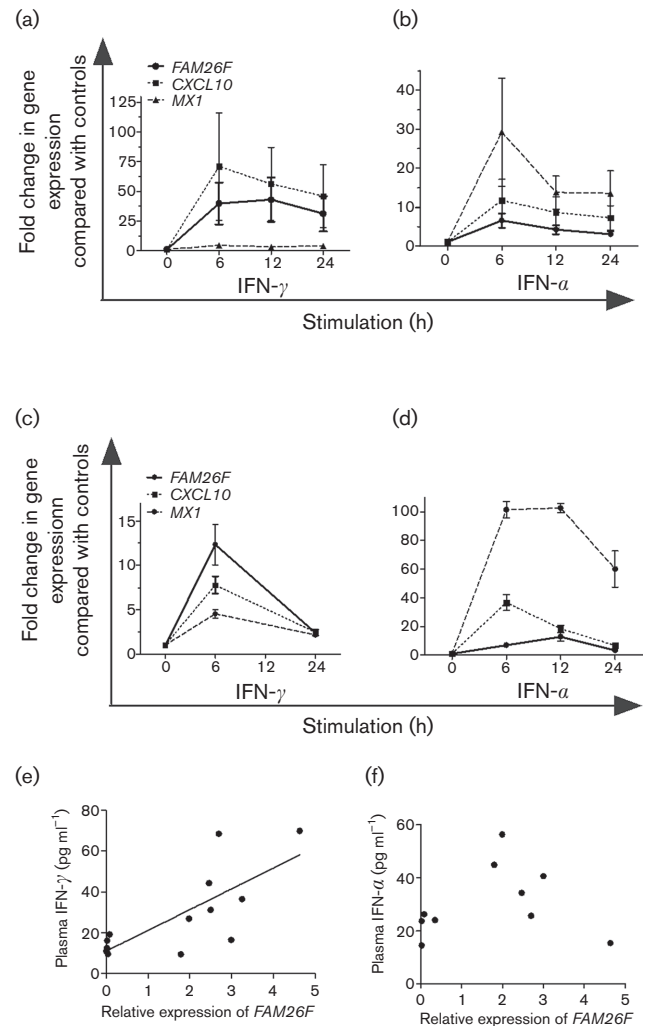 (a)
(b)
Fold change in gene
expression
compared with controls
FAM26F
CXCL10
MX1
125
100
75
50
25
0
0 6 12 24
IFN-γ
40
30
20
10
0
0 6 12 24
IFN-α
Stimulation (h)
(c)
(d)
Fold change in gene
expressionn
compared with controls
FAM26F
CXCL10
MX1
15
10
5
0
0 6 12 24
IFN-γ
100
80
60
40
20
0
0 6 12 24
IFN-α
Stimulation (h)
(e)
(f)
Plasma IFN-γ (pg ml⁻¹)
80
60
40
20
0
0 1 2 3 4 5
Relative expression of FAM26F
Plasma IFN-α (pg ml⁻¹)
60
40
20
0
0 1 2 3 4 5
Relative expression of FAM26F